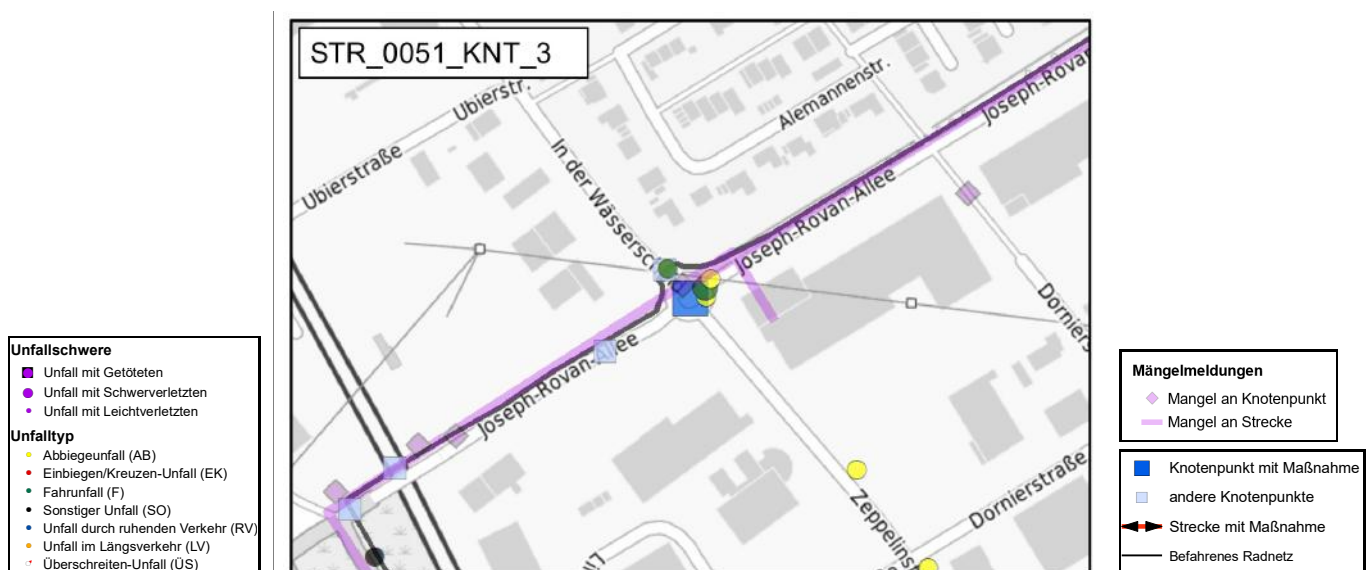 STR_0051_KNT_3
Ubierstr.
Alemannenstr.
Joseph-Rovan
Ubierstraße
In der Wässersc
Joseph-Rovan-Allee
Dorniers
Joseph-Rovan-Allee
Zeppelinst
Dornierstraße
Unfallschwere
Unfall mit Getöteten
Unfall mit Schwerverletzten
Unfall mit Leichtverletzten
Unfalltyp
Abbiegeunfall (AB)
Einbiegen/Kreuzen-Unfall (EK)
Fahrunfall (F)
Sonstiger Unfall (SO)
Unfall durch ruhenden Verkehr (RV)
Unfall im Längsverkehr (LV)
Überschreiten-Unfall (ÜS)
Mängelmeldungen
Mangel an Knotenpunkt
Mangel an Strecke
Knotenpunkt mit Maßnahme
andere Knotenpunkte
Strecke mit Maßnahme
Befahrenes Radnetz